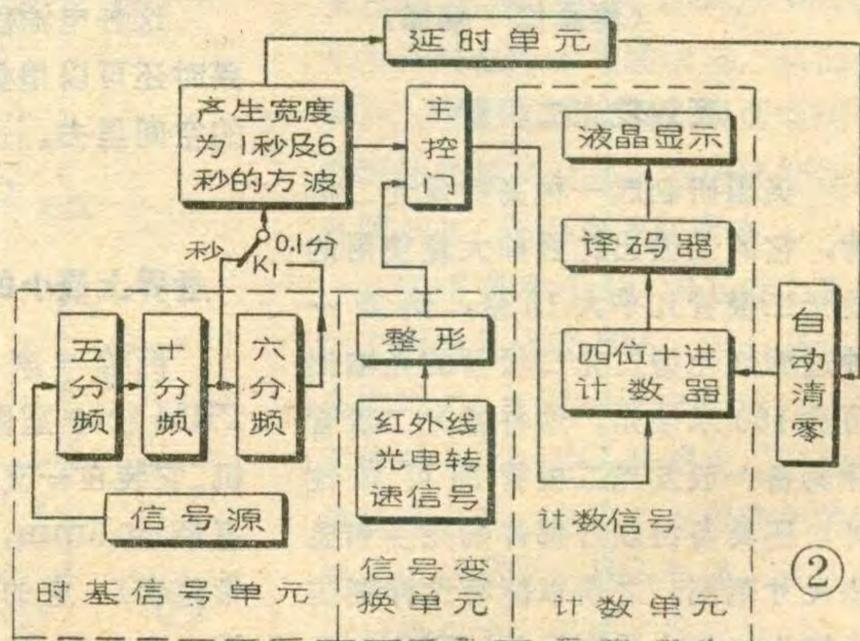 延时单元
产生宽度
为1秒及6
秒的方波
主
控
门
液晶显示
译码器
四位十进
计数器
自
动
清
零
秒
K₁
0.1分
五
分
频
十
分
频
六
分
频
整形
红外线
光电转
速信号
信号源
计数信号
时基信号单元
信号变
换单元
计数单元
②